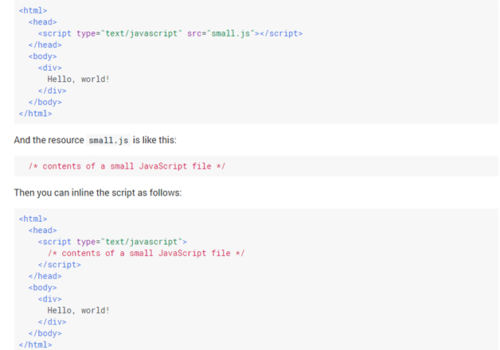 <html>
<head>
<script type="text/javascript" src="small.js"></script>
</head>
<body>
<div>
Hello, world!
</div>
</body>
</html>
And the resource small.js is like this:
/* contents of a small JavaScript file */
Then you can inline the script as follows:
<html>
<head>
<script type="text/javascript">
/* contents of a small JavaScript file */
</script>
</head>
<body>
<div>
Hello, world!
</div>
</body>
</html>